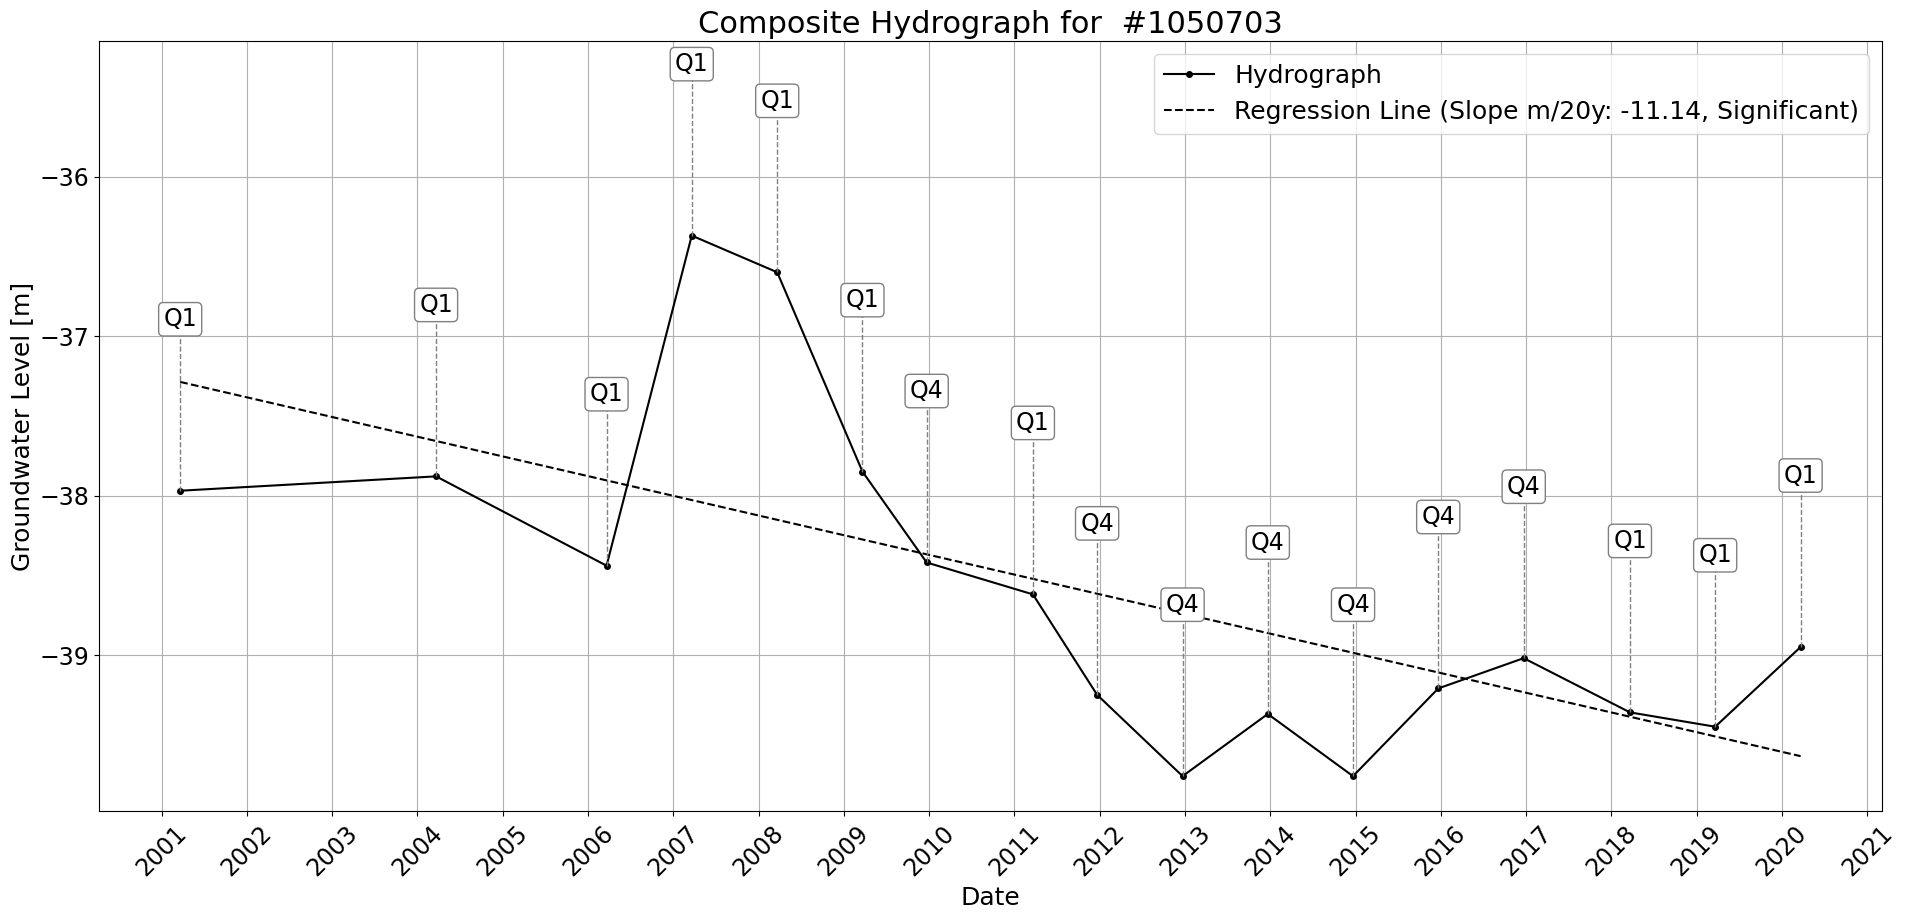 Composite Hydrograph for  #1050703
Hydrograph
Regression Line (Slope m/20y: -11.14, Significant)
Q1
Q1
Q1
Q1
Q1
Q1
Q4
Q1
Q4
Q4
Q4
Q4
Q4
Q4
Q1
Q1
Q1
Groundwater Level [m]
−36
−37
−38
−39
2001
2002
2003
2004
2005
2006
2007
2008
2009
2010
2011
2012
2013
2014
2015
2016
2017
2018
2019
2020
2021
Date